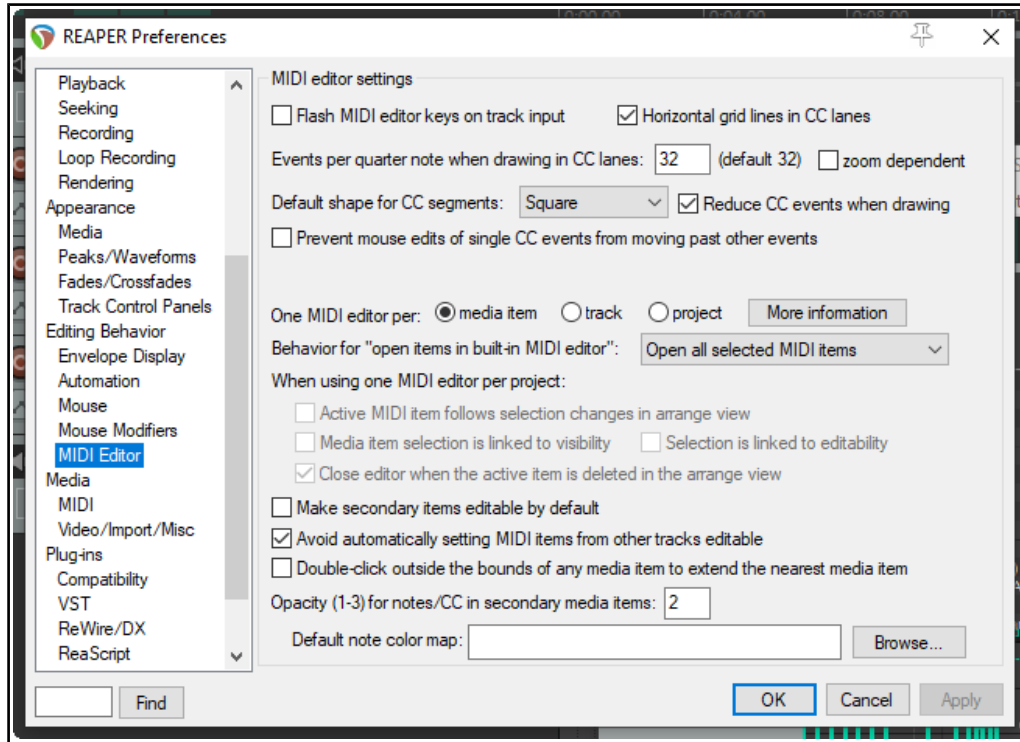 0:00.00 0:04.00 0:08.00
REAPER Preferences
Playback
Seeking
Recording
Loop Recording
Rendering
Appearance
Media
Peaks/Waveforms
Fades/Crossfades
Track Control Panels
Editing Behavior
Envelope Display
Automation
Mouse
Mouse Modifiers
MIDI Editor
Media
MIDI
Video/Import/Misc
Plug-ins
Compatibility
VST
ReWire/DX
ReaScript
Find
MIDI editor settings
Flash MIDI editor keys on track input Horizontal grid lines in CC lanes
Events per quarter note when drawing in CC lanes: 32 (default 32) zoom dependent
Default shape for CC segments: Square Reduce CC events when drawing
Prevent mouse edits of single CC events from moving past other events
One MIDI editor per: media item track project More information
Behavior for "open items in built-in MIDI editor": Open all selected MIDI items
When using one MIDI editor per project:
Active MIDI item follows selection changes in arrange view
Media item selection is linked to visibility Selection is linked to editability
Close editor when the active item is deleted in the arrange view
Make secondary items editable by default
Avoid automatically setting MIDI items from other tracks editable
Double-click outside the bounds of any media item to extend the nearest media item
Opacity (1-3) for notes/CC in secondary media items: 2
Default note color map: Browse...
OK Cancel Apply